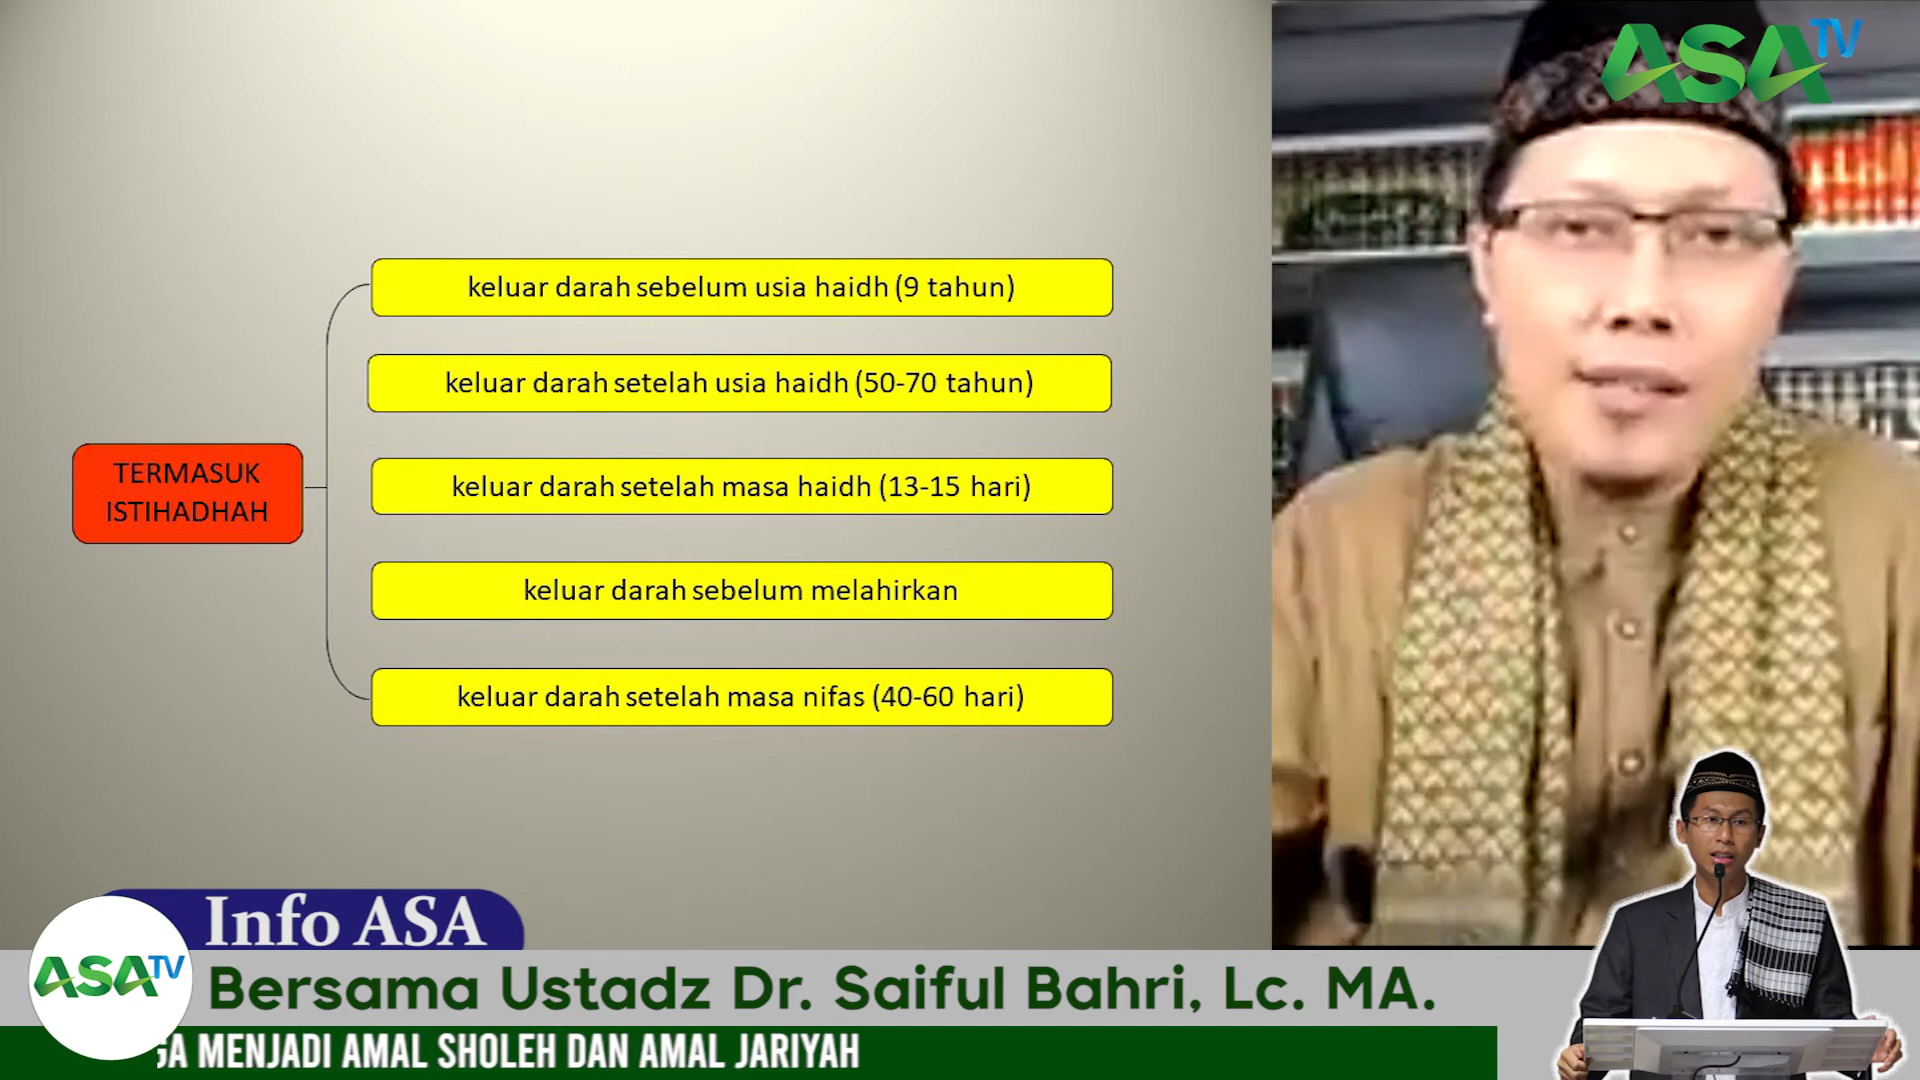 ASA TV
keluar darah sebelum usia haidh (9 tahun)
keluar darah setelah usia haidh (50-70 tahun)
keluar darah setelah masa haidh (13-15 hari)
keluar darah sebelum melahirkan
keluar darah setelah masa nifas (40-60 hari)
TERMASUK
ISTIHADHAH
Info ASA
ASA TV
Bersama Ustadz Dr. Saiful Bahri, Lc. MA.
MENJADI AMAL SHOLEH DAN AMAL JARIYAH